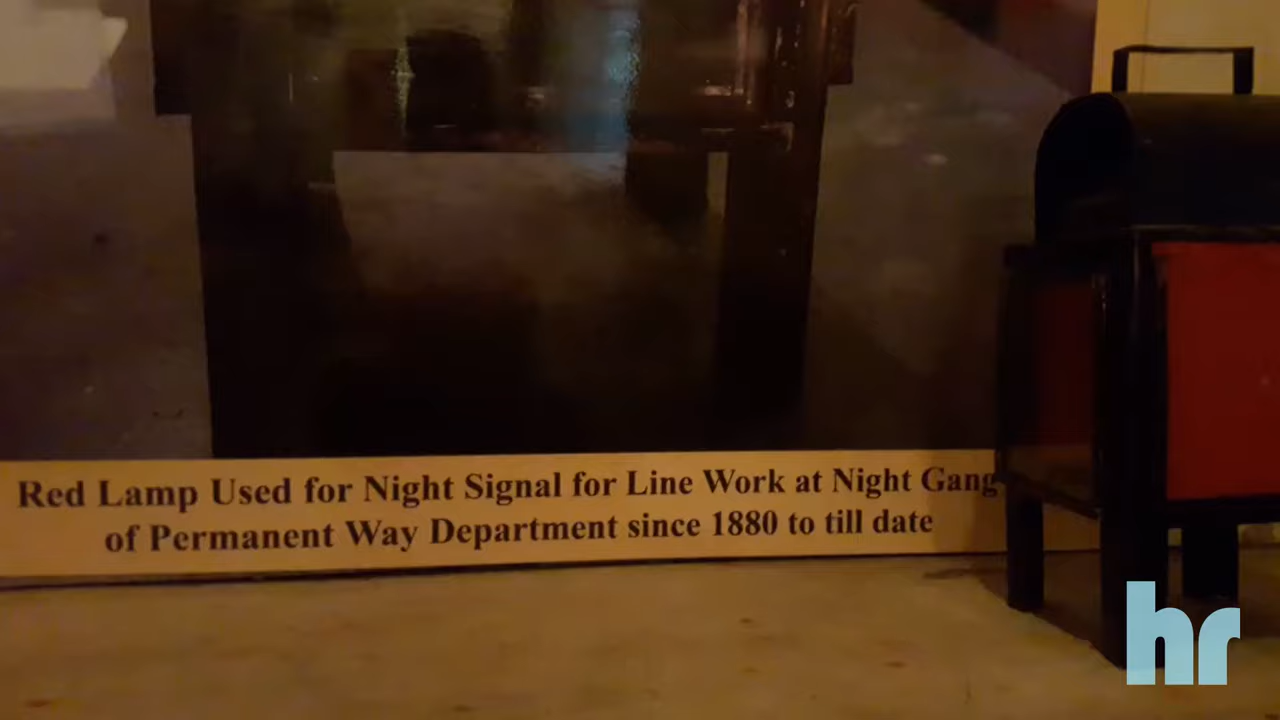 Red Lamp Used for Night Signal for Line Work at Night Gang
of Permanent Way Department since 1880 to till date
hr